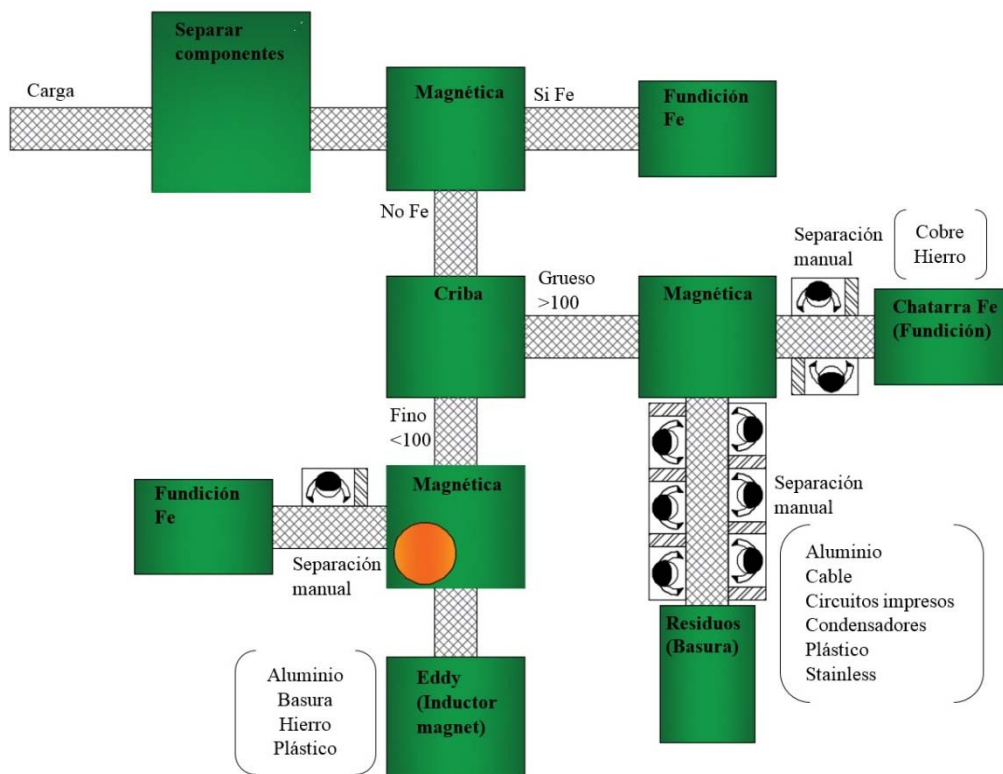 Separar
componentes
Carga
Magnética
Si Fe
Fundición
Fe
No Fe
Separación
manual
Cobre
Hierro
Criba
Grueso
>100
Magnética
Chatarra Fe
(Fundición)
Fino
<100
Fundición
Fe
Magnética
Separación
manual
Separación
manual
Aluminio
Cable
Circuitos impresos
Condensadores
Plástico
Stainless
Residuos
(Basura)
Aluminio
Basura
Hierro
Plástico
Eddy
(Inductor
magnet)